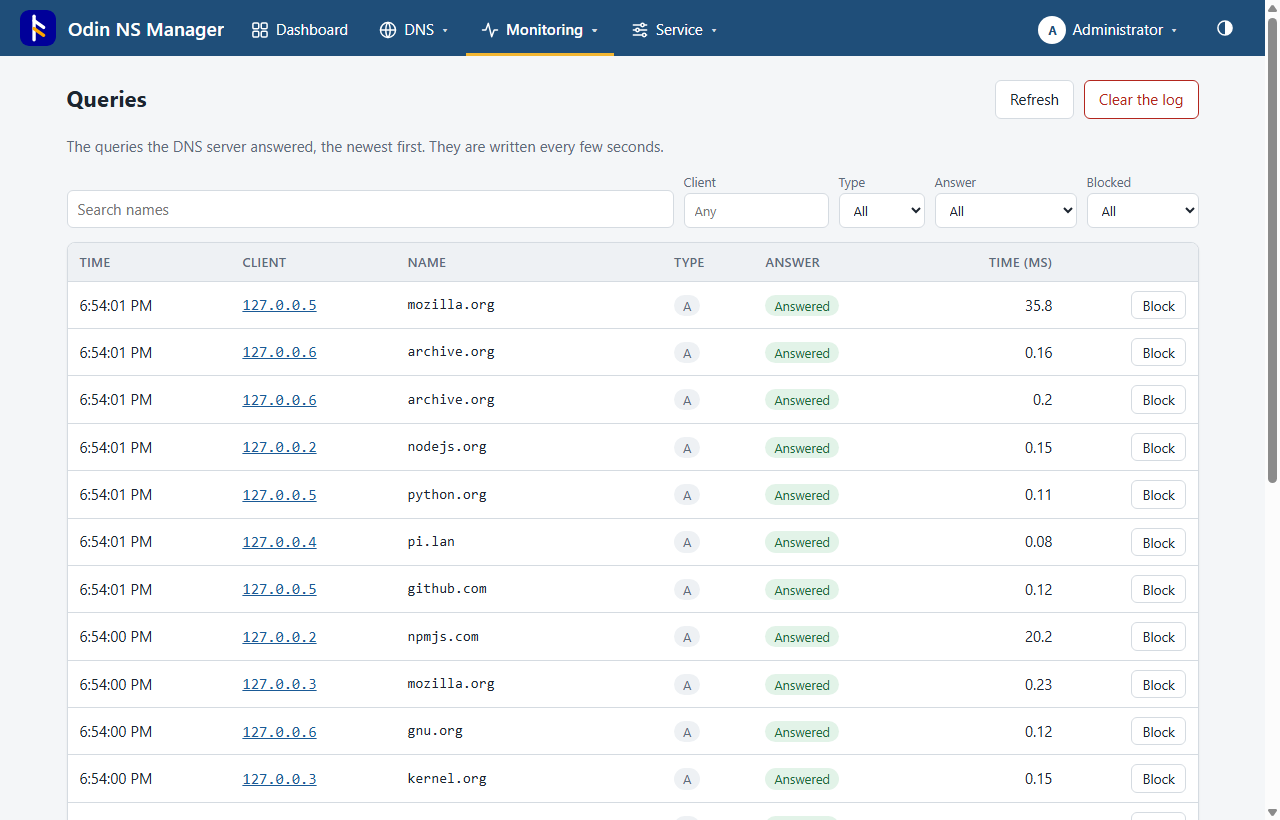 Odin NS Manager Dashboard DNS Monitoring Service A Administrator
Queries Refresh Clear the log
The queries the DNS server answered, the newest first. They are written every few seconds.
Client Type Answer Blocked
Search names Any All All All
TIME CLIENT NAME TYPE ANSWER TIME (MS)
6:54:01 PM 127.0.0.5 mozilla.org A Answered 35.8 Block
6:54:01 PM 127.0.0.6 archive.org A Answered 0.16 Block
6:54:01 PM 127.0.0.6 archive.org A Answered 0.2 Block
6:54:01 PM 127.0.0.2 nodejs.org A Answered 0.15 Block
6:54:01 PM 127.0.0.5 python.org A Answered 0.11 Block
6:54:01 PM 127.0.0.4 pi.lan A Answered 0.08 Block
6:54:01 PM 127.0.0.5 github.com A Answered 0.12 Block
6:54:00 PM 127.0.0.2 npmjs.com A Answered 20.2 Block
6:54:00 PM 127.0.0.3 mozilla.org A Answered 0.23 Block
6:54:00 PM 127.0.0.6 gnu.org A Answered 0.12 Block
6:54:00 PM 127.0.0.3 kernel.org A Answered 0.15 Block